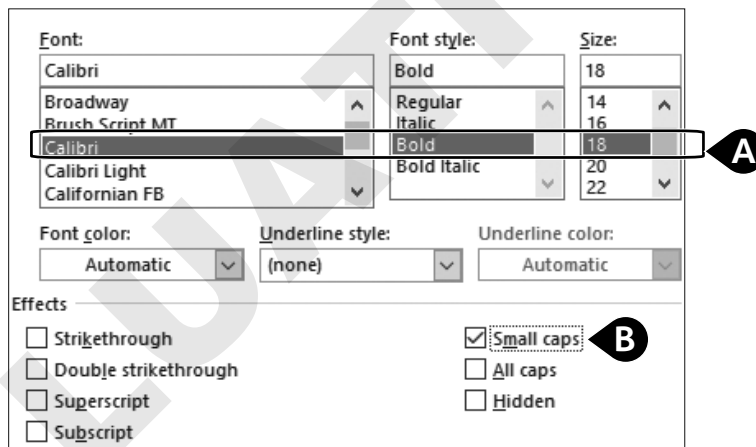 Font: Font style: Size:
Calibri Bold 18
Broadway Regular 14
Brush Script MT Italic 16
Calibri Bold 18
Calibri Light Bold Italic 20
Californian FB 22
A
Font color: Underline style: Underline color:
Automatic (none) Automatic
Effects
Strikethrough Small caps B
Double strikethrough All caps
Superscript Hidden
Subscript
LUATI